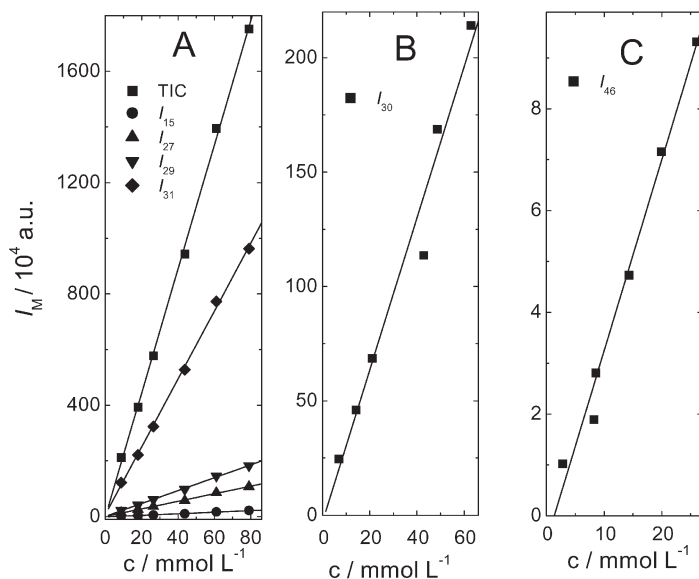 A
B
C
TIC
I15
I27
I29
I31
I30
I46
IM / 10^4 a.u.
1600
1200
800
400
0
0 20 40 60 80
c / mmol L^-1
200
150
100
50
0
0 20 40 60
c / mmol L^-1
8
6
4
2
0
0 10 20
c / mmol L^-1